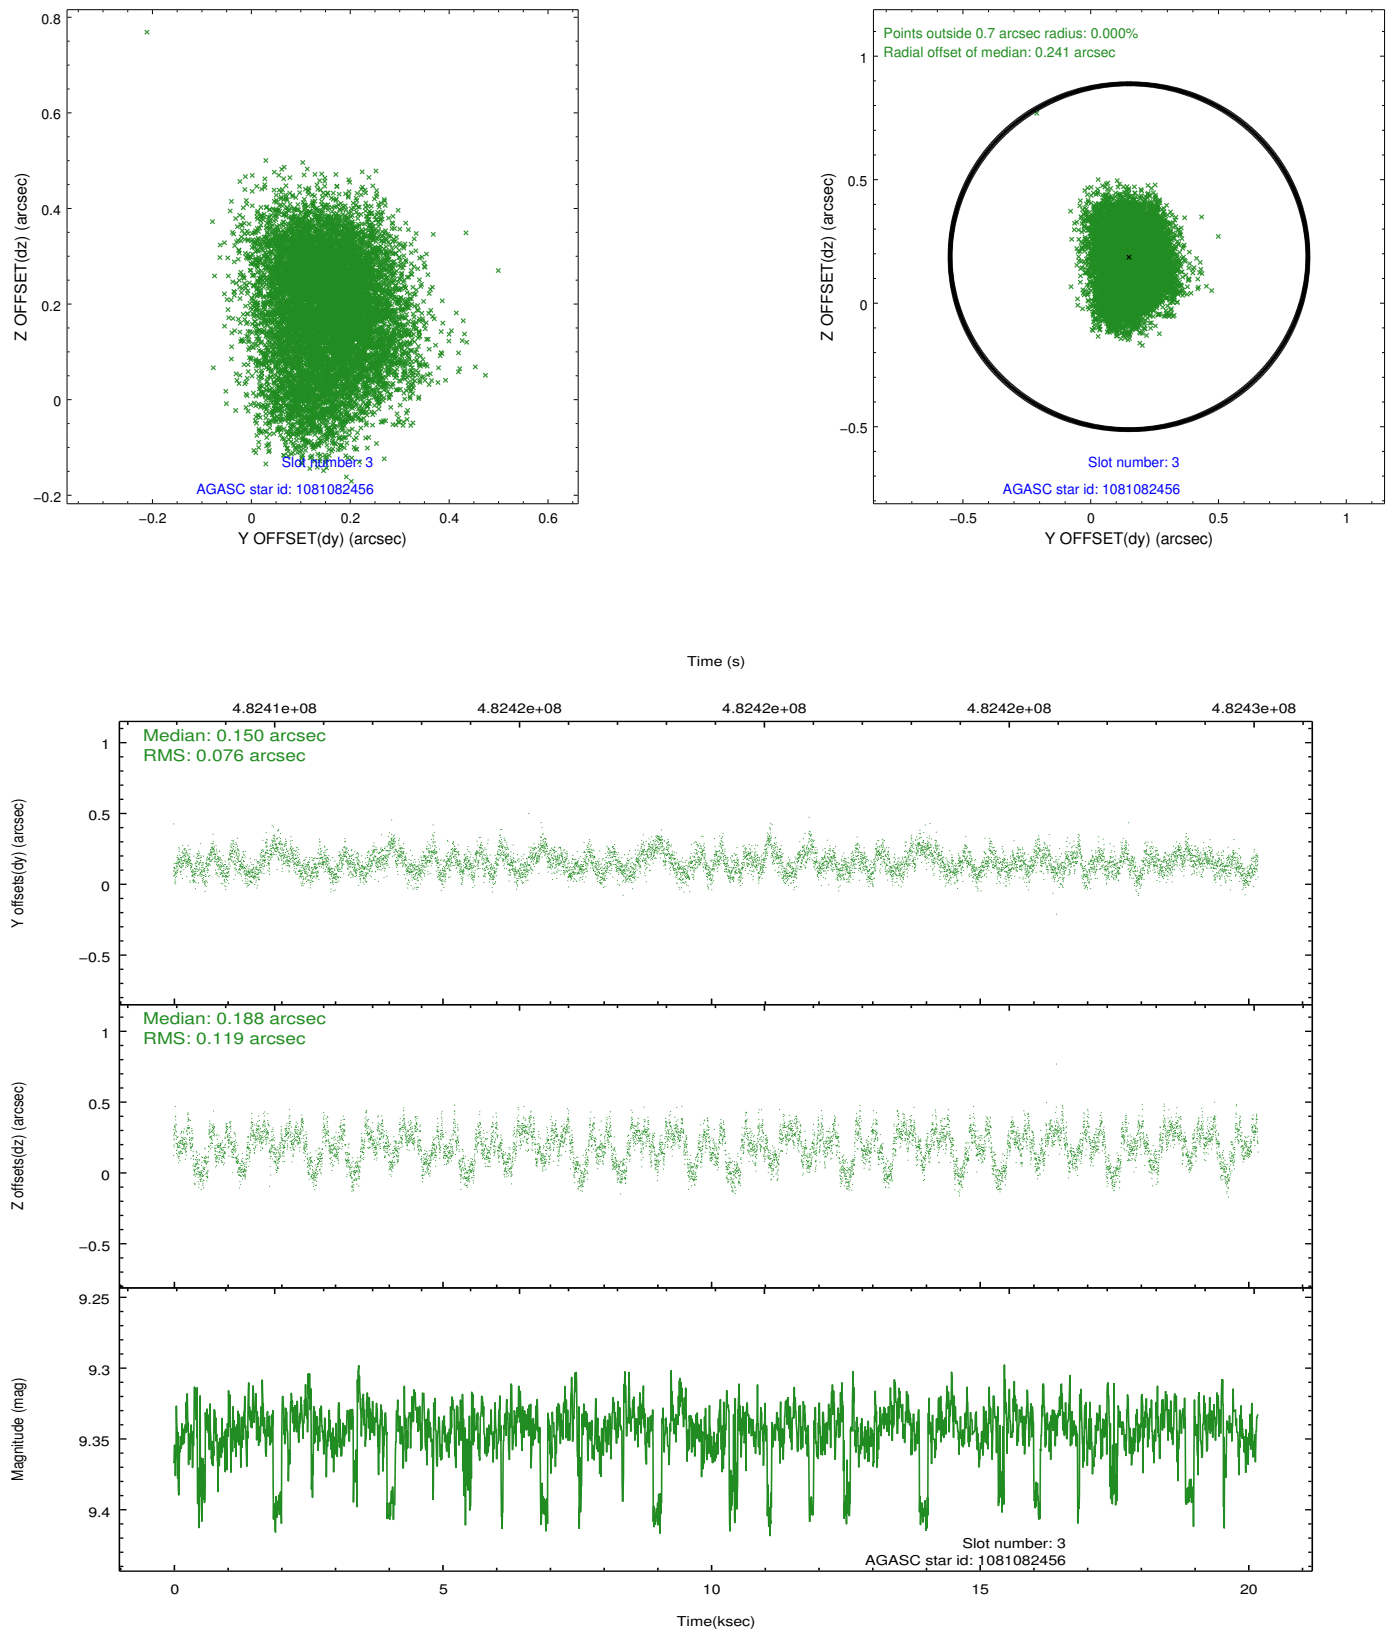 0.8
0.6
0.4
0.2
0
−0.2
Z OFFSET(dz) (arcsec)
Slot number: 3
AGASC star id: 1081082456
−0.2 0 0.2 0.4 0.6
Y OFFSET(dy) (arcsec)
Points outside 0.7 arcsec radius: 0.000%
Radial offset of median: 0.241 arcsec
1
0.5
0
−0.5
Z OFFSET(dz) (arcsec)
Slot number: 3
AGASC star id: 1081082456
−0.5 0 0.5 1
Y OFFSET(dy) (arcsec)
Time (s)
4.8241e+08 4.8242e+08 4.8242e+08 4.8242e+08 4.8243e+08
Median: 0.150 arcsec
RMS: 0.076 arcsec
1
0.5
0
−0.5
Y offsets(dy) (arcsec)
Median: 0.188 arcsec
RMS: 0.119 arcsec
1
0.5
0
−0.5
Z offsets(dz) (arcsec)
9.25
9.3
9.35
9.4
Magnitude (mag)
Slot number: 3
AGASC star id: 1081082456
0 5 10 15 20
Time(ksec)